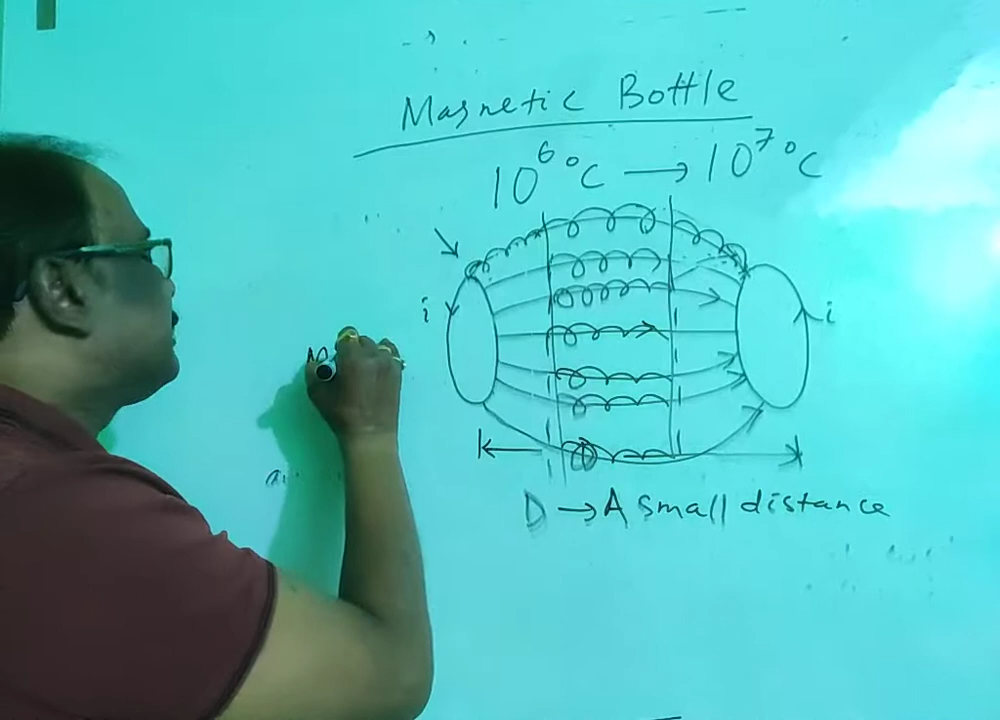 Magnetic Bottle
10⁶ °C → 10⁷ °C
i
i
D → A small distance